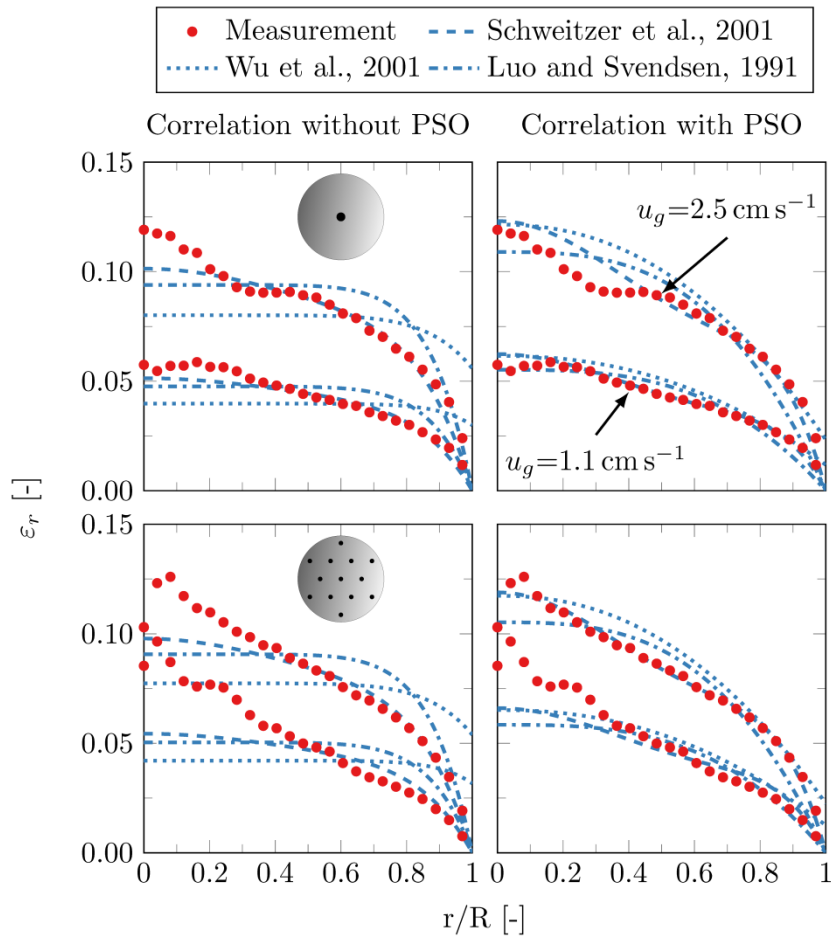 Measurement
Schweitzer et al., 2001
Wu et al., 2001
Luo and Svendsen, 1991
Correlation without PSO
Correlation with PSO
0.15
0.10
0.05
0.00
u_g=2.5 cm s⁻¹
u_g=1.1 cm s⁻¹
ε_r [-]
0.15
0.10
0.05
0.00
0 0.2 0.4 0.6 0.8 1
0 0.2 0.4 0.6 0.8 1
r/R [-]